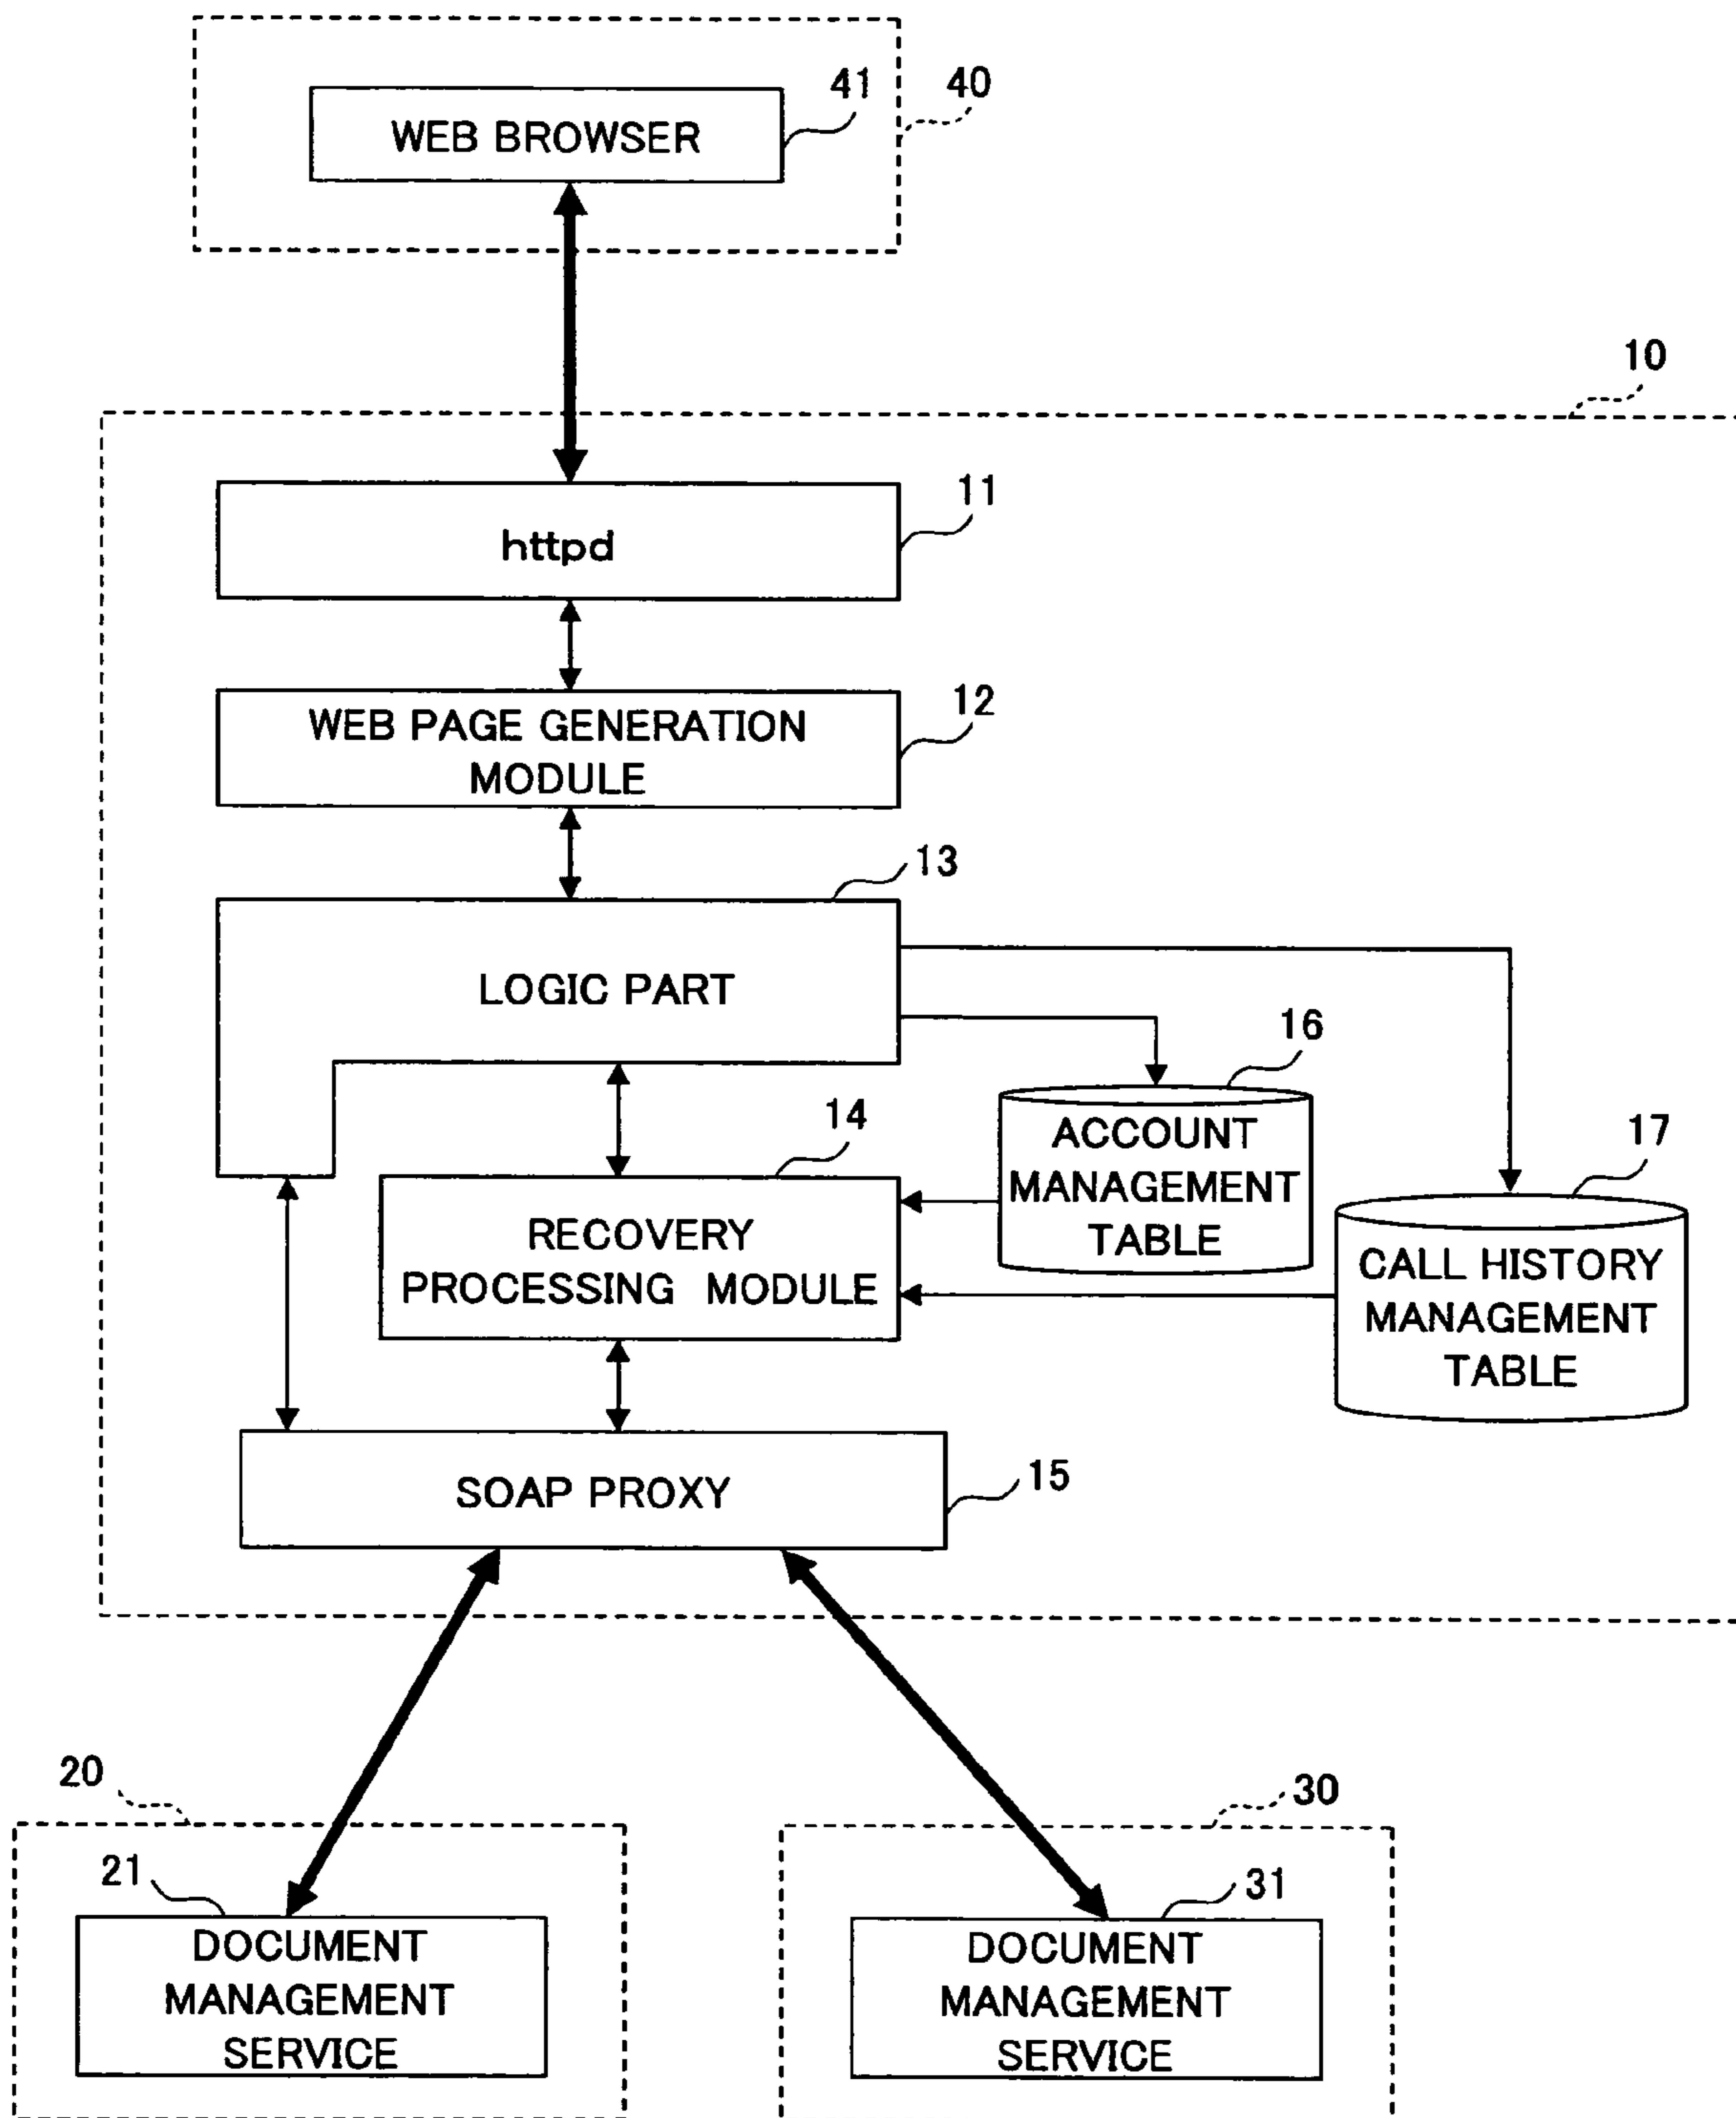 41
40
WEB BROWSER
10
11
httpd
12
WEB PAGE GENERATION
MODULE
13
LOGIC PART
16
14
ACCOUNT
MANAGEMENT
TABLE
17
RECOVERY
PROCESSING MODULE
CALL HISTORY
MANAGEMENT
TABLE
15
SOAP PROXY
20
30
21
31
DOCUMENT
MANAGEMENT
SERVICE
DOCUMENT
MANAGEMENT
SERVICE